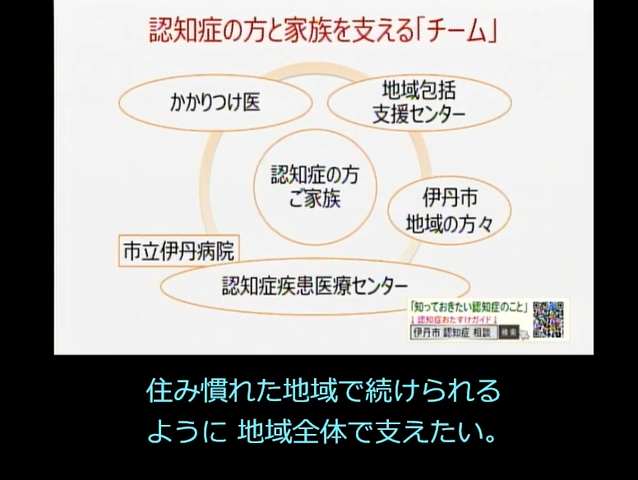 認知症の方と家族を支える「チーム」
かかりつけ医
地域包括
支援センター
認知症の方
ご家族
伊丹市
地域の方々
市立伊丹病院
認知症疾患医療センター
「知っておきたい認知症のこと」
↓認知症おたすけガイド↓
伊丹市 認知症 相談
検索
住み慣れた地域で続けられる
ように 地域全体で支えたい。